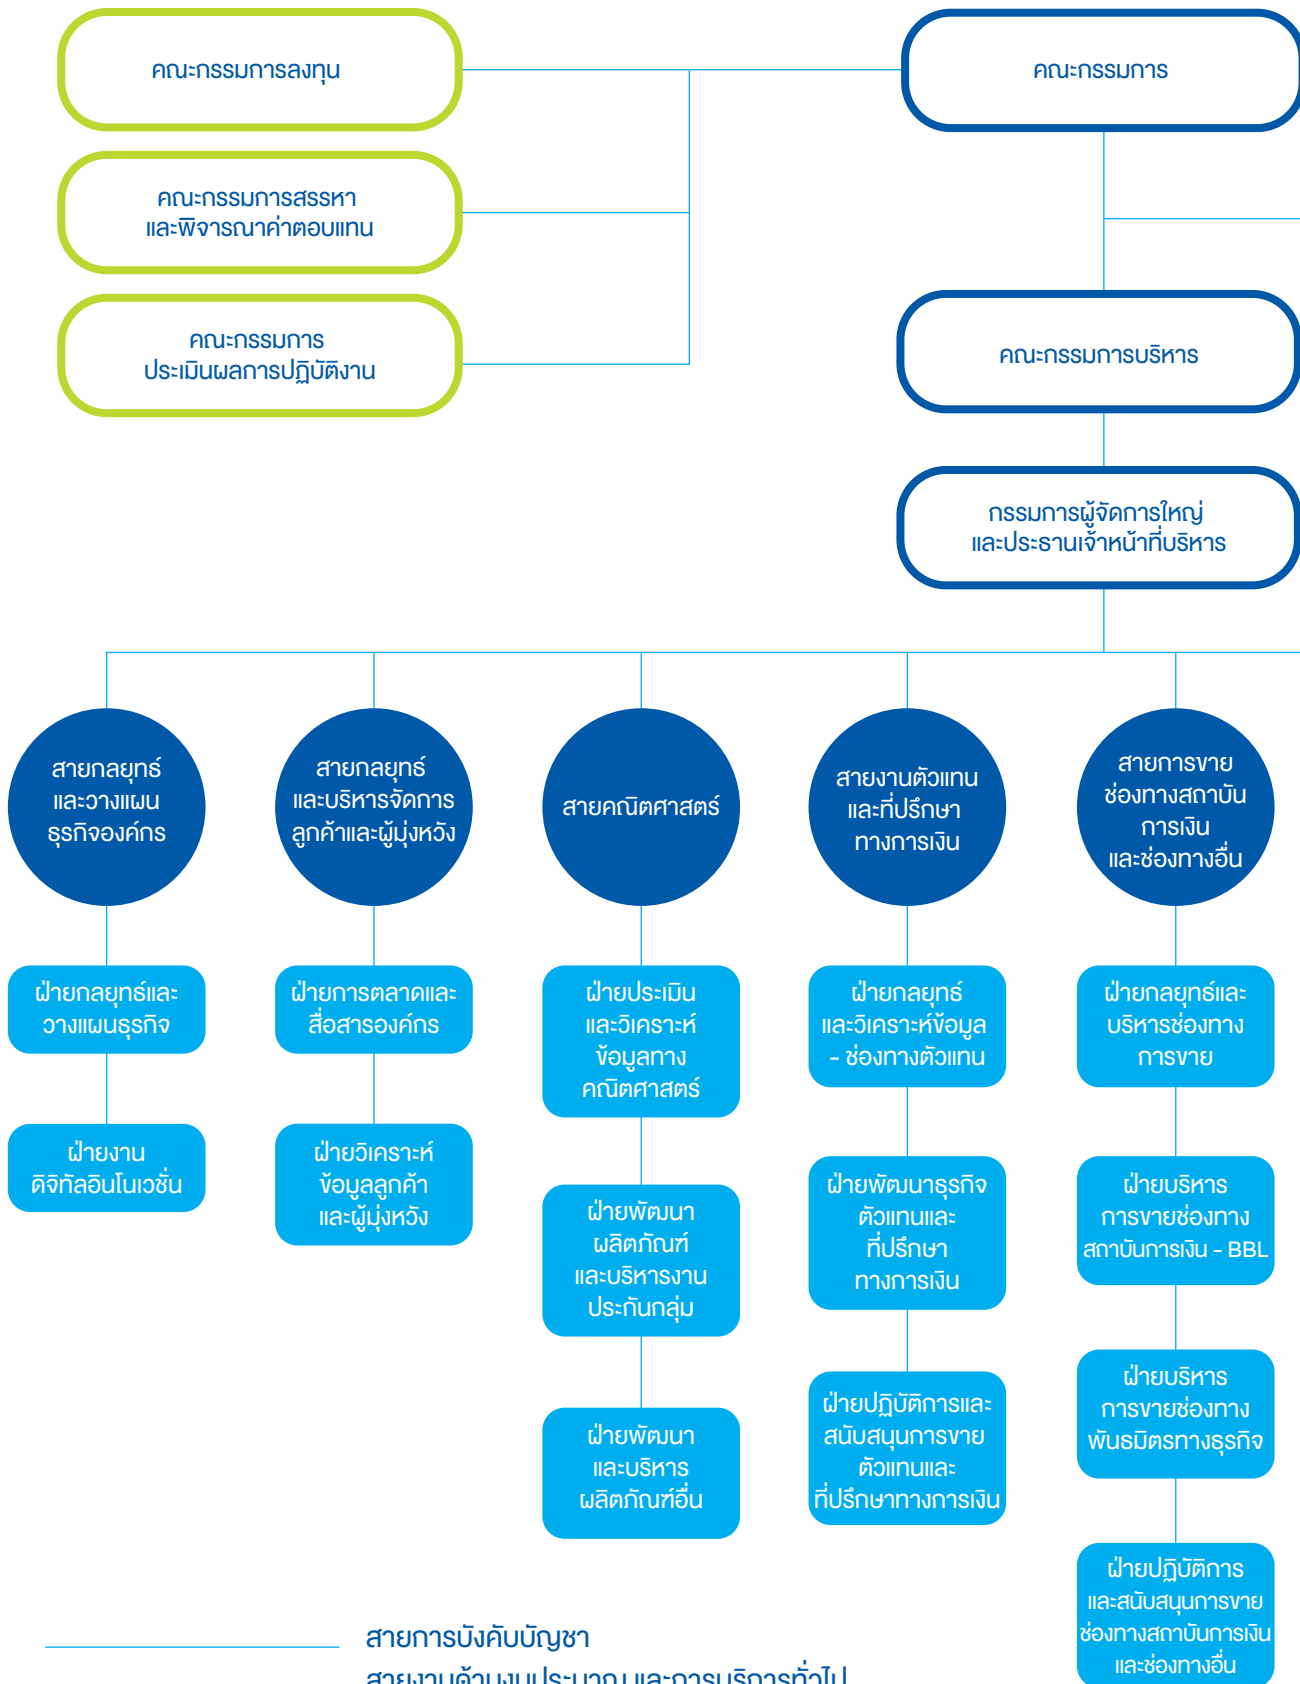 คณะกรรมการลงทุน
คณะกรรมการ
คณะกรรมการสรรหา
และพิจารณาค่าตอบแทน
คณะกรรมการ
ประเมินผลการปฏิบัติงาน
คณะกรรมการบริหาร
กรรมการผู้จัดการใหญ่
และประธานเจ้าหน้าที่บริหาร
สายกลยุทธ์
และวางแผน
ธุรกิจองค์กร
สายกลยุทธ์
และบริหารจัดการ
ลูกค้าและผู้มุ่งหวัง
สายคณิตศาสตร์
สายงานตัวแทน
และที่ปรึกษา
ทางการเงิน
สายการขาย
ช่องทางสถาบัน
การเงิน
และช่องทางอื่น
ฝ่ายกลยุทธ์และ
วางแผนธุรกิจ
ฝ่ายงาน
ดิจิทัลอินโนเวชั่น
ฝ่ายการตลาดและ
สื่อสารองค์กร
ฝ่ายวิเคราะห์
ข้อมูลลูกค้า
และผู้มุ่งหวัง
ฝ่ายประเมิน
และวิเคราะห์
ข้อมูลทาง
คณิตศาสตร์
ฝ่ายพัฒนา
ผลิตภัณฑ์
และบริหารงาน
ประกันกลุ่ม
ฝ่ายพัฒนา
และบริหาร
ผลิตภัณฑ์อื่น
ฝ่ายกลยุทธ์
และวิเคราะห์ข้อมูล
- ช่องทางตัวแทน
ฝ่ายพัฒนาธุรกิจ
ตัวแทนและ
ที่ปรึกษา
ทางการเงิน
ฝ่ายปฏิบัติการและ
สนับสนุนการขาย
ตัวแทนและ
ที่ปรึกษาทางการเงิน
ฝ่ายกลยุทธ์และ
บริหารช่องทาง
การขาย
ฝ่ายบริหาร
การขายช่องทาง
สถาบันการเงิน - BBL
ฝ่ายบริหาร
การขายช่องทาง
พันธมิตรทางธุรกิจ
ฝ่ายปฏิบัติการ
และสนับสนุนการขาย
ช่องทางสถาบันการเงิน
และช่องทางอื่น
สายการบังคับบัญชา
สายงานด้านงบประมาณ และการบริการทั่วไป